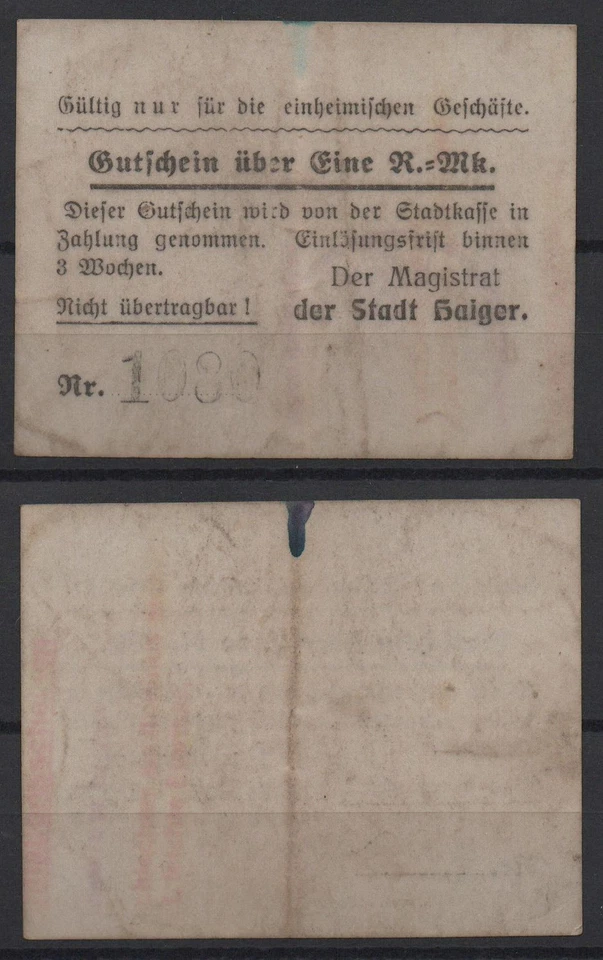 Gültig nur für die einheimischen Geschäfte.
Gutschein über Eine R.=Mk.
Dieser Gutschein wird von der Stadtkasse in
Zahlung genommen. Einlösungsfrist binnen
3 Wochen.
Der Magistrat
Nicht übertragbar!
der Stadt Haiger.
Nr. 1030